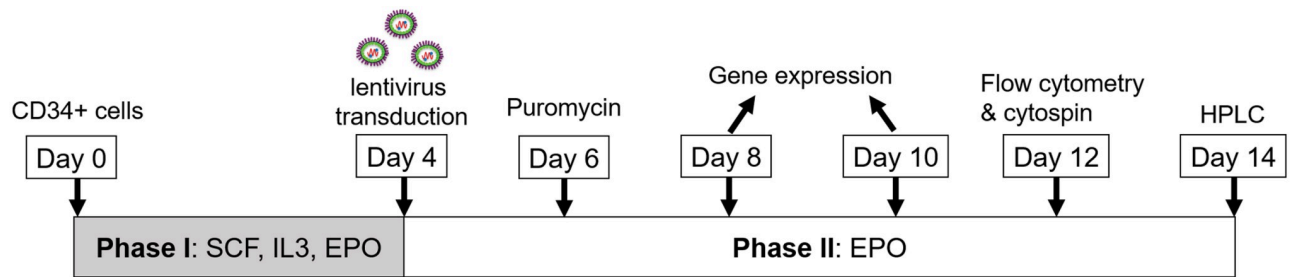 CD34+ cells
Day 0
lentivirus
transduction
Day 4
Puromycin
Day 6
Gene expression
Day 8
Day 10
Flow cytometry
& cytospin
Day 12
HPLC
Day 14
Phase I: SCF, IL3, EPO
Phase II: EPO